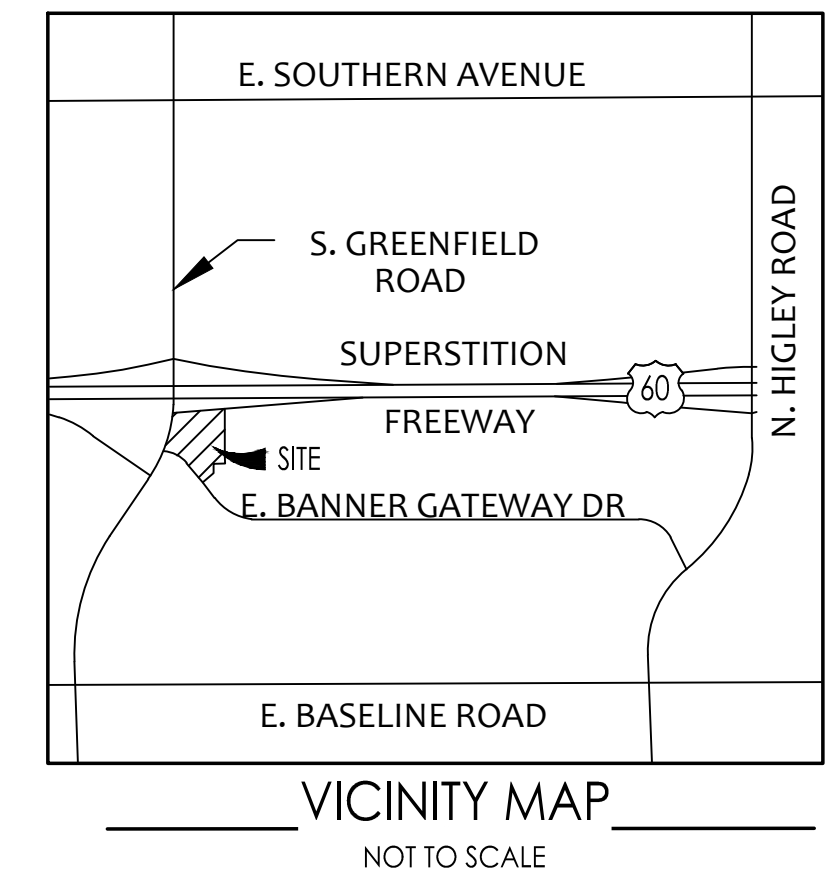 E. SOUTHERN AVENUE
S. GREENFIELD
ROAD
N. HIGLEY ROAD
SUPERSTITION
60
FREEWAY
SITE
E. BANNER GATEWAY DR
E. BASELINE ROAD
VICINITY MAP
NOT TO SCALE